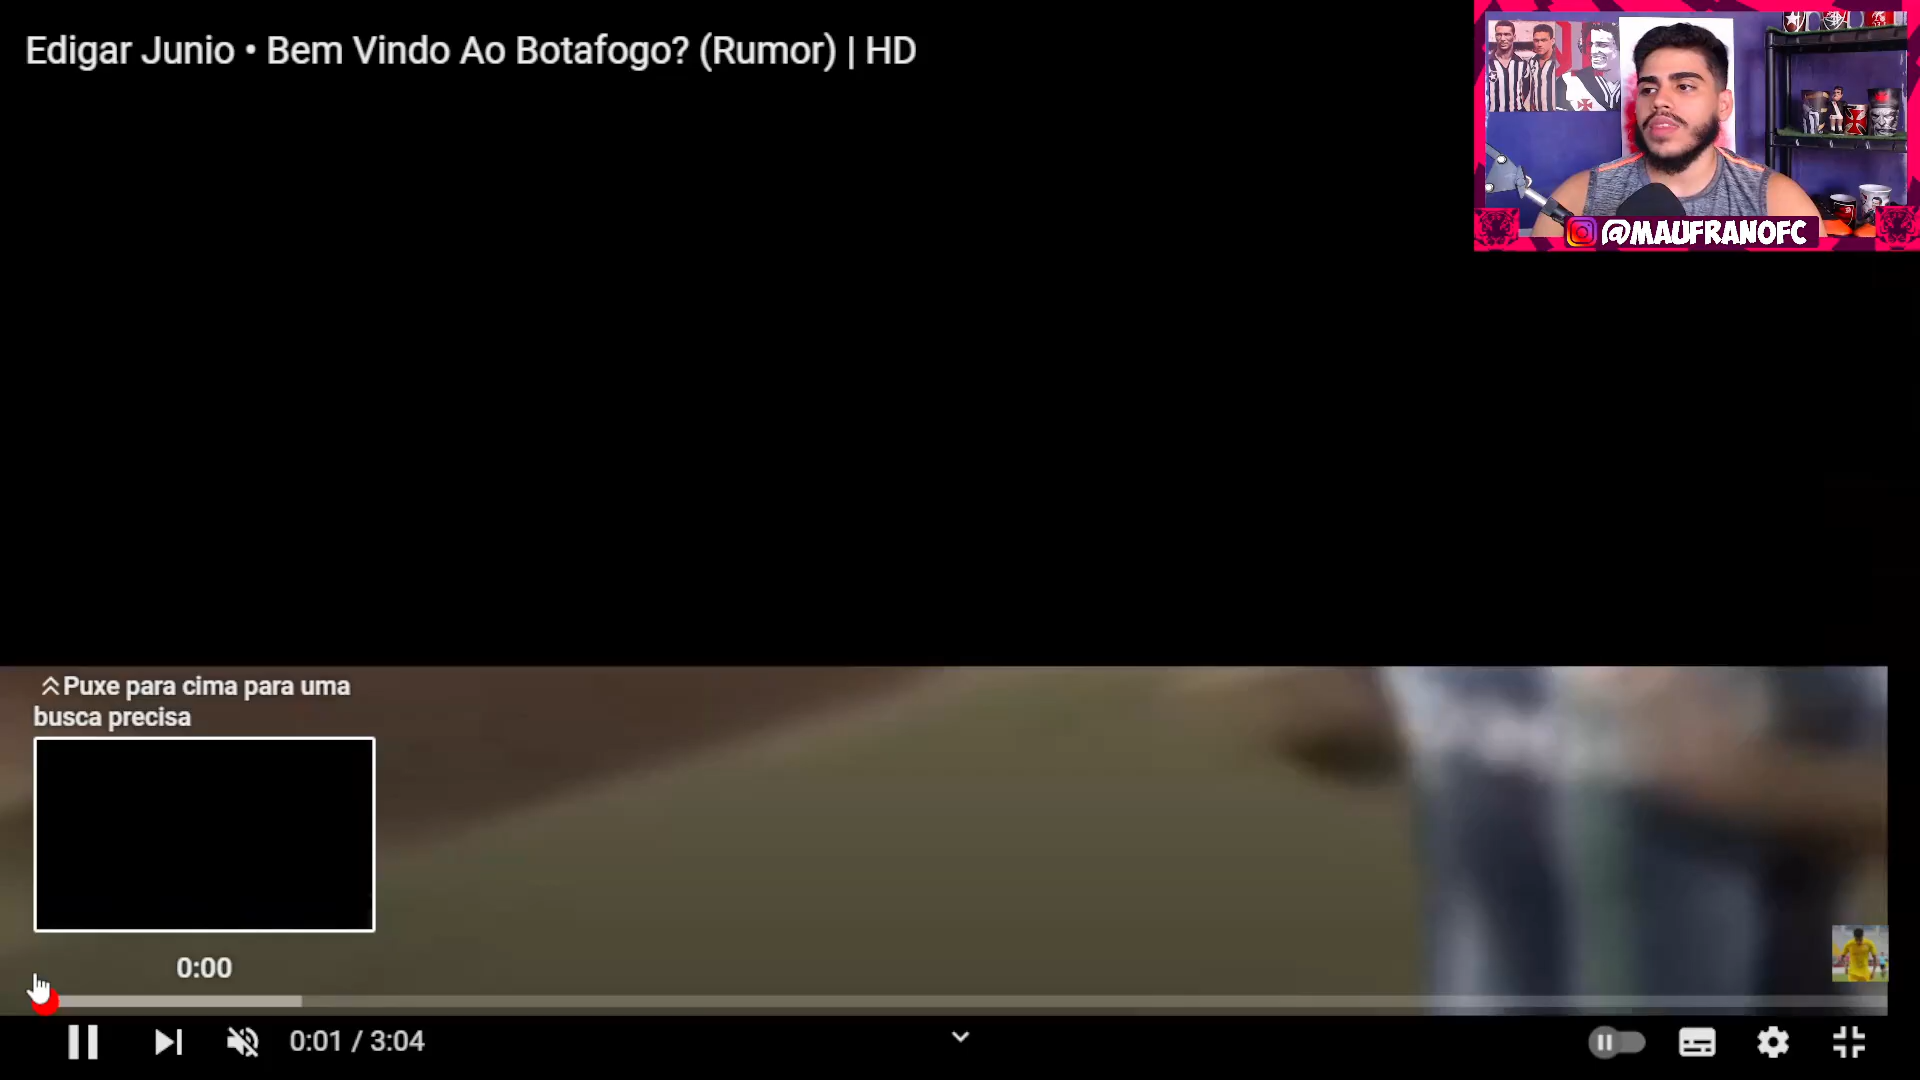 Edigar Junio • Bem Vindo Ao Botafogo? (Rumor) | HD
@MAUFRANOFC
Puxe para cima para uma
busca precisa
0:00
0:01 / 3:04